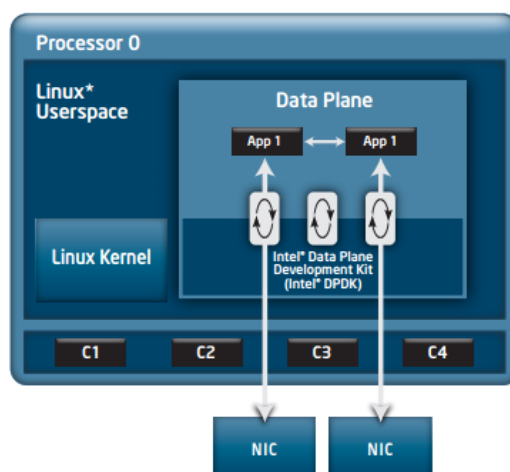 Processor 0
Linux*
Userspace
Data Plane
App 1
App 1
Linux Kernel
Intel® Data Plane
Development Kit
(Intel® DPDK)
C1
C2
C3
C4
NIC
NIC